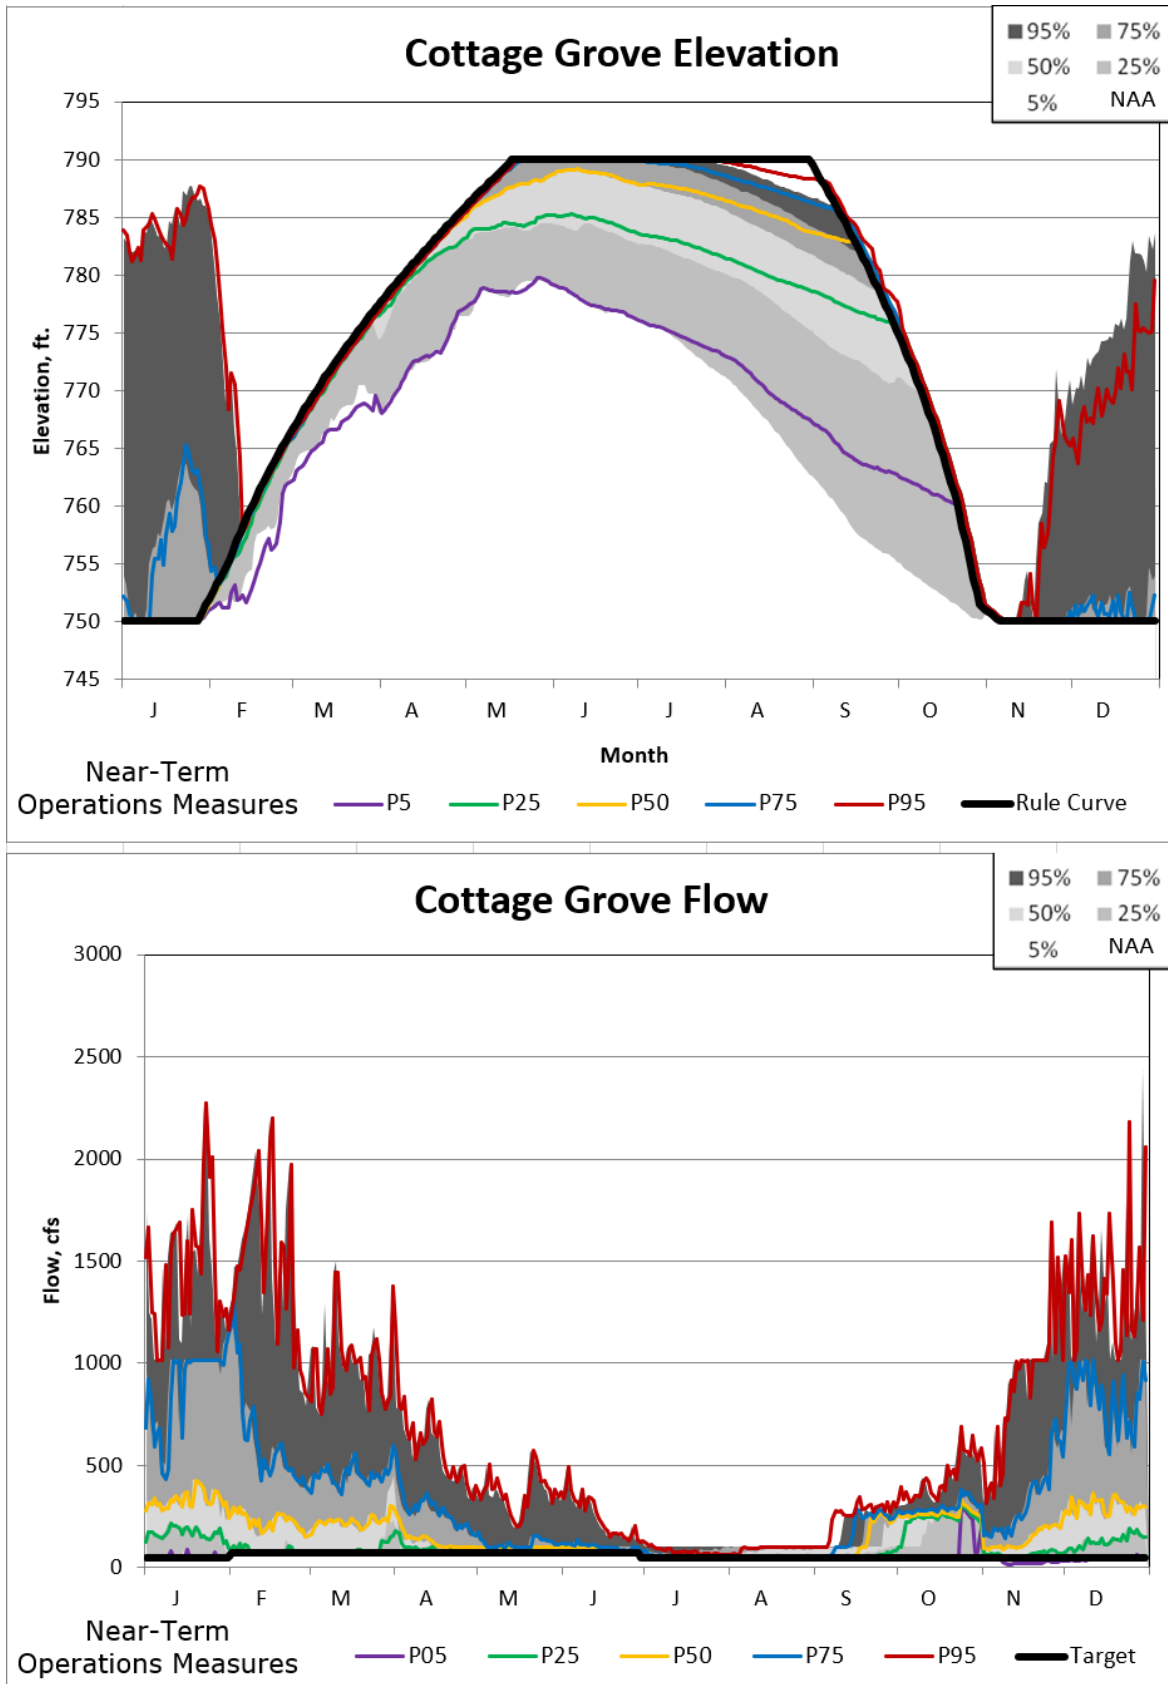 Cottage Grove Elevation
95% 75%
50% 25%
5% NAA
795
790
785
780
775
770
765
760
755
750
745
Elevation, ft.
J F M A M J J A S O N D
Month
Near-Term
Operations Measures
P5 P25 P50 P75 P95 Rule Curve
Cottage Grove Flow
95% 75%
50% 25%
5% NAA
3000
2500
2000
1500
1000
500
0
Flow, cfs
J F M A M J J A S O N D
Near-Term
Operations Measures
P05 P25 P50 P75 P95 Target